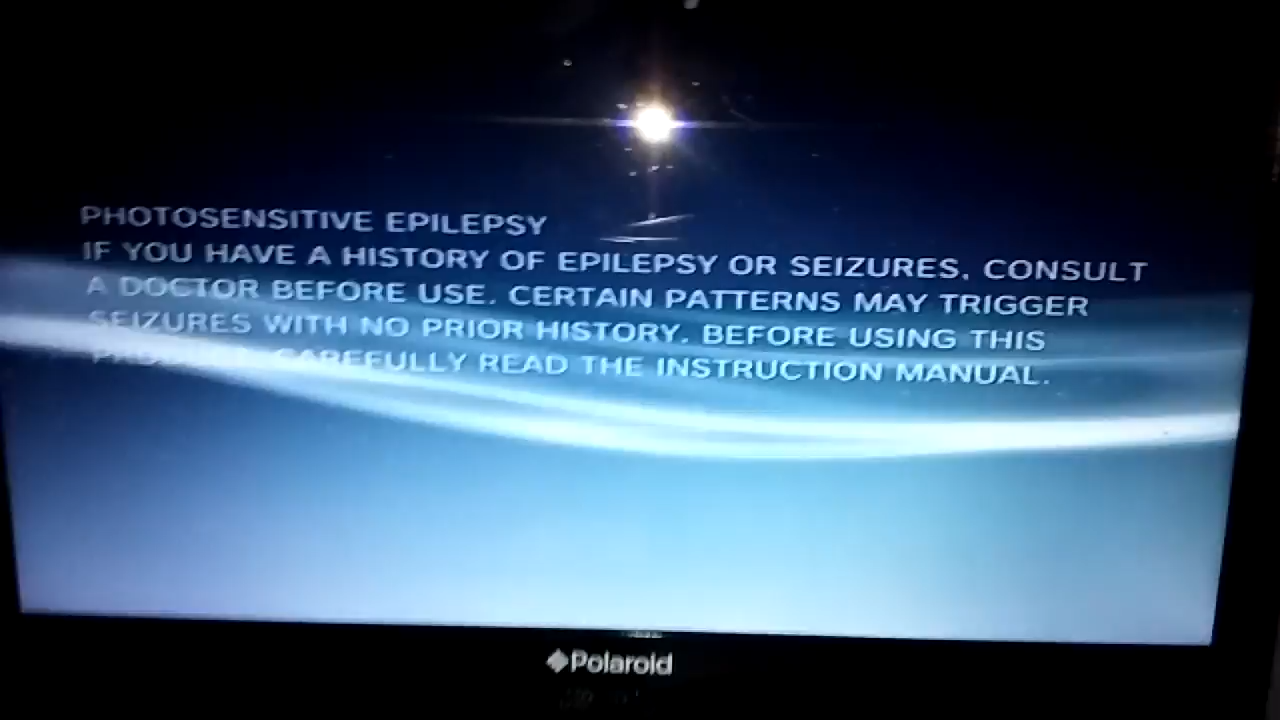 PHOTOSENSITIVE EPILEPSY
IF YOU HAVE A HISTORY OF EPILEPSY OR SEIZURES, CONSULT
A DOCTOR BEFORE USE. CERTAIN PATTERNS MAY TRIGGER
SEIZURES WITH NO PRIOR HISTORY. BEFORE USING THIS
PRODUCT, CAREFULLY READ THE INSTRUCTION MANUAL.
Polaroid